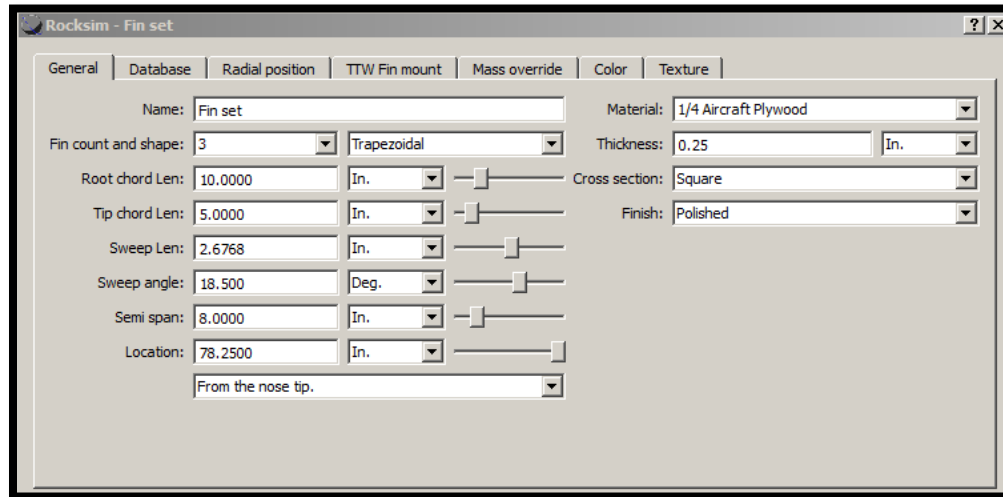 Rocksim - Fin set
General Database Radial position TTW Fin mount Mass override Color Texture
Name: Fin set Material: 1/4 Aircraft Plywood
Fin count and shape: 3 Trapezoidal Thickness: 0.25 In.
Root chord Len: 10.0000 In. Cross section: Square
Tip chord Len: 5.0000 In. Finish: Polished
Sweep Len: 2.6768 In.
Sweep angle: 18.500 Deg.
Semi span: 8.0000 In.
Location: 78.2500 In.
From the nose tip.